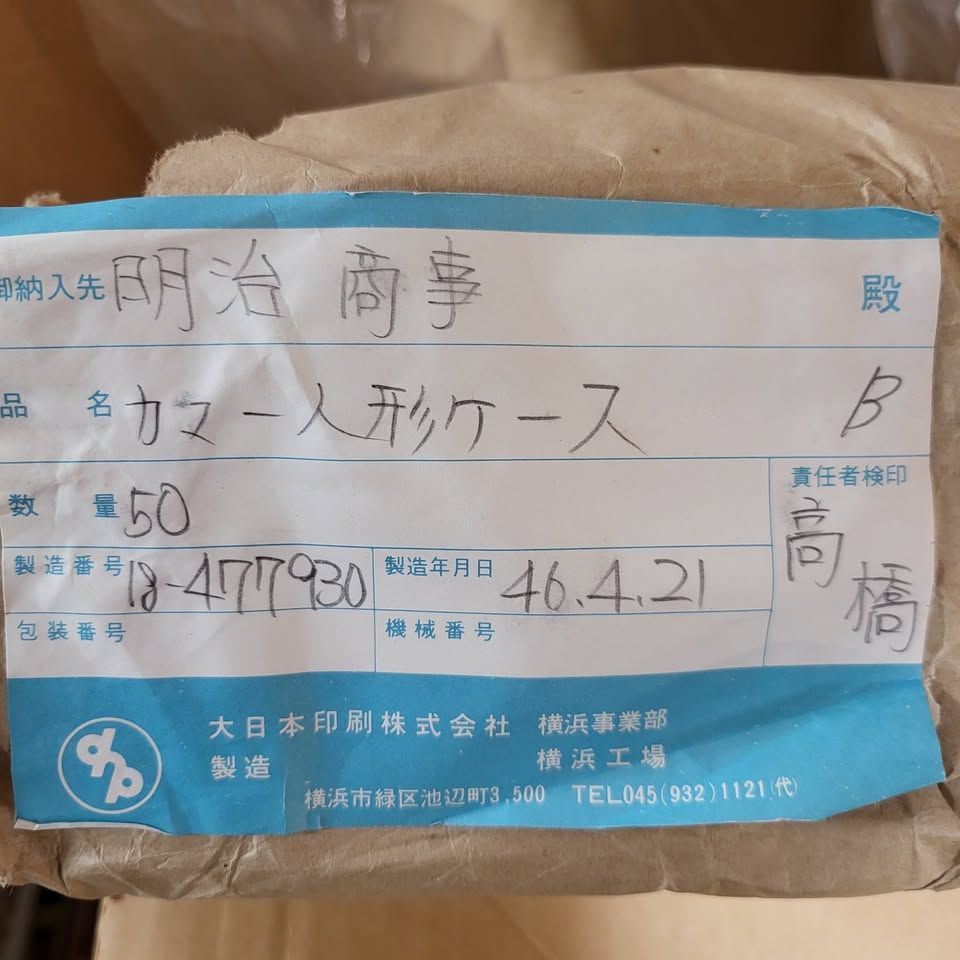 御納入先 明治 商事 殿
品名 カマー人形ケース B
数量 50
責任者検印
高橋
製造番号 18-477930 製造年月日 46.4.21
包装番号 機械番号
dnp
大日本印刷株式会社 横浜事業部
製造 横浜工場
横浜市緑区池辺町3,500 TEL045(932)1121(代)